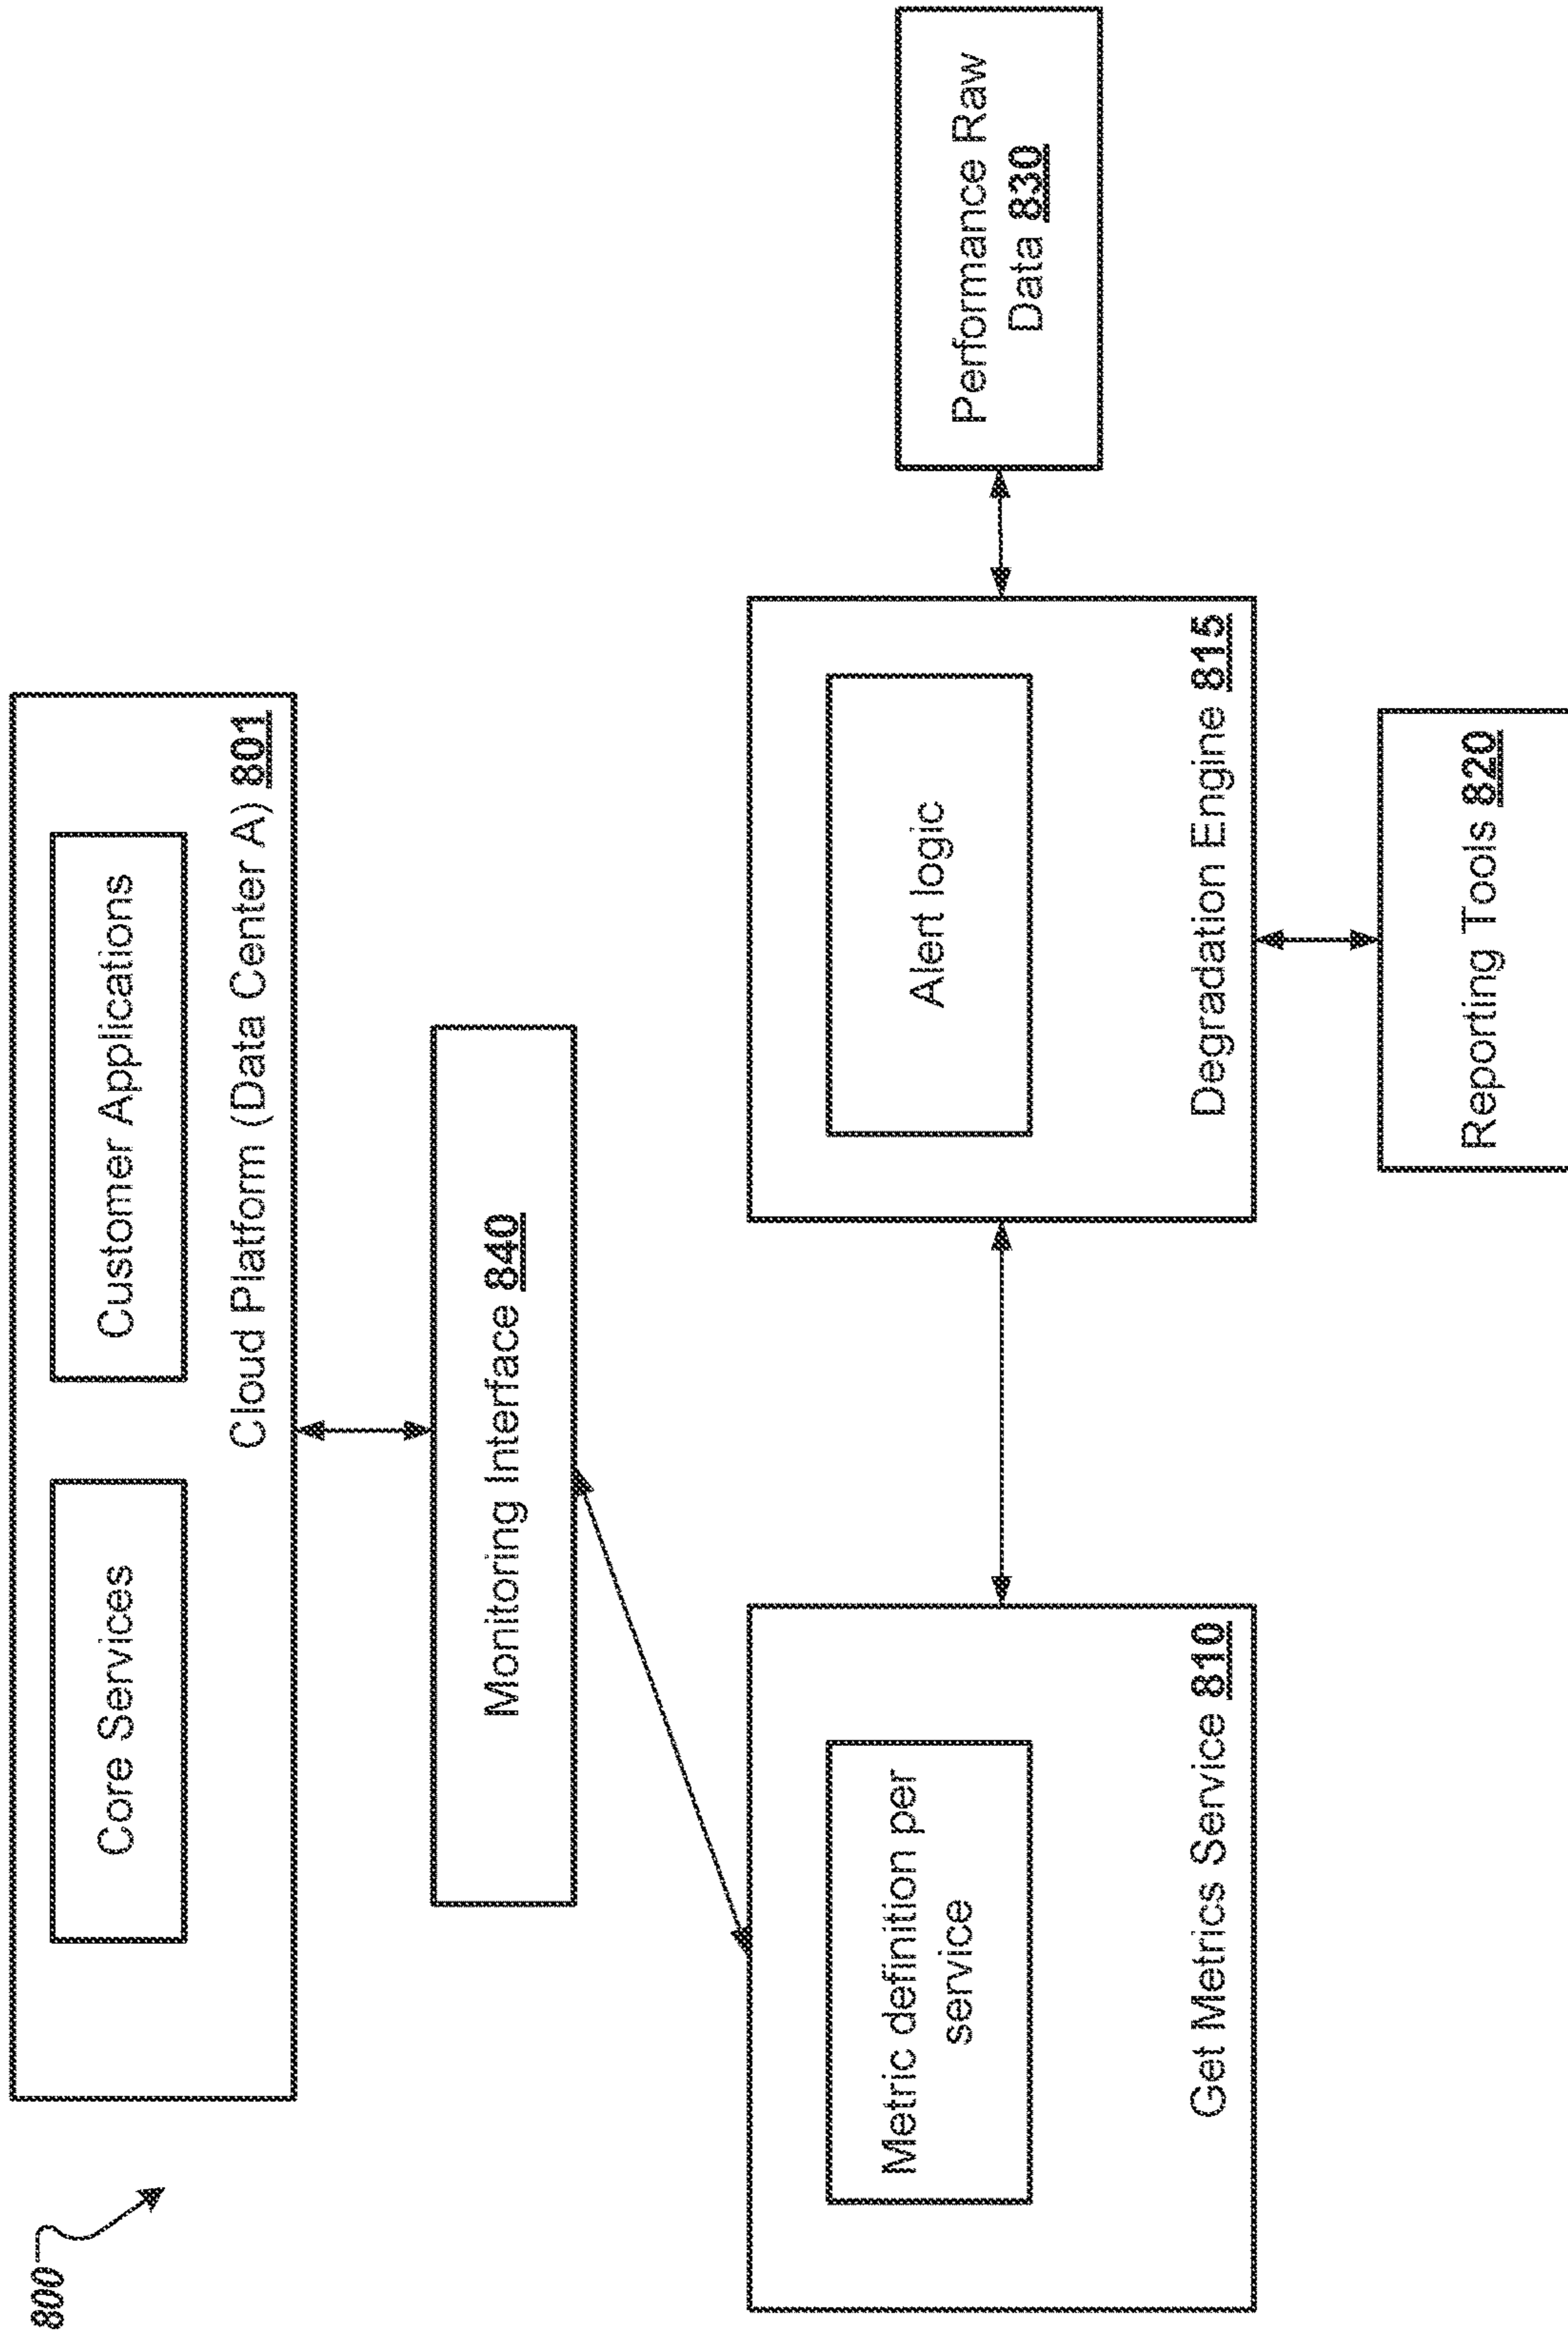 800
Core Services
Customer Applications
Cloud Platform (Data Center A) 801
Monitoring Interface 840
Metric definition per
service
Get Metrics Service 810
Alert logic
Degradation Engine 815
Performance Raw
Data 830
Reporting Tools 820